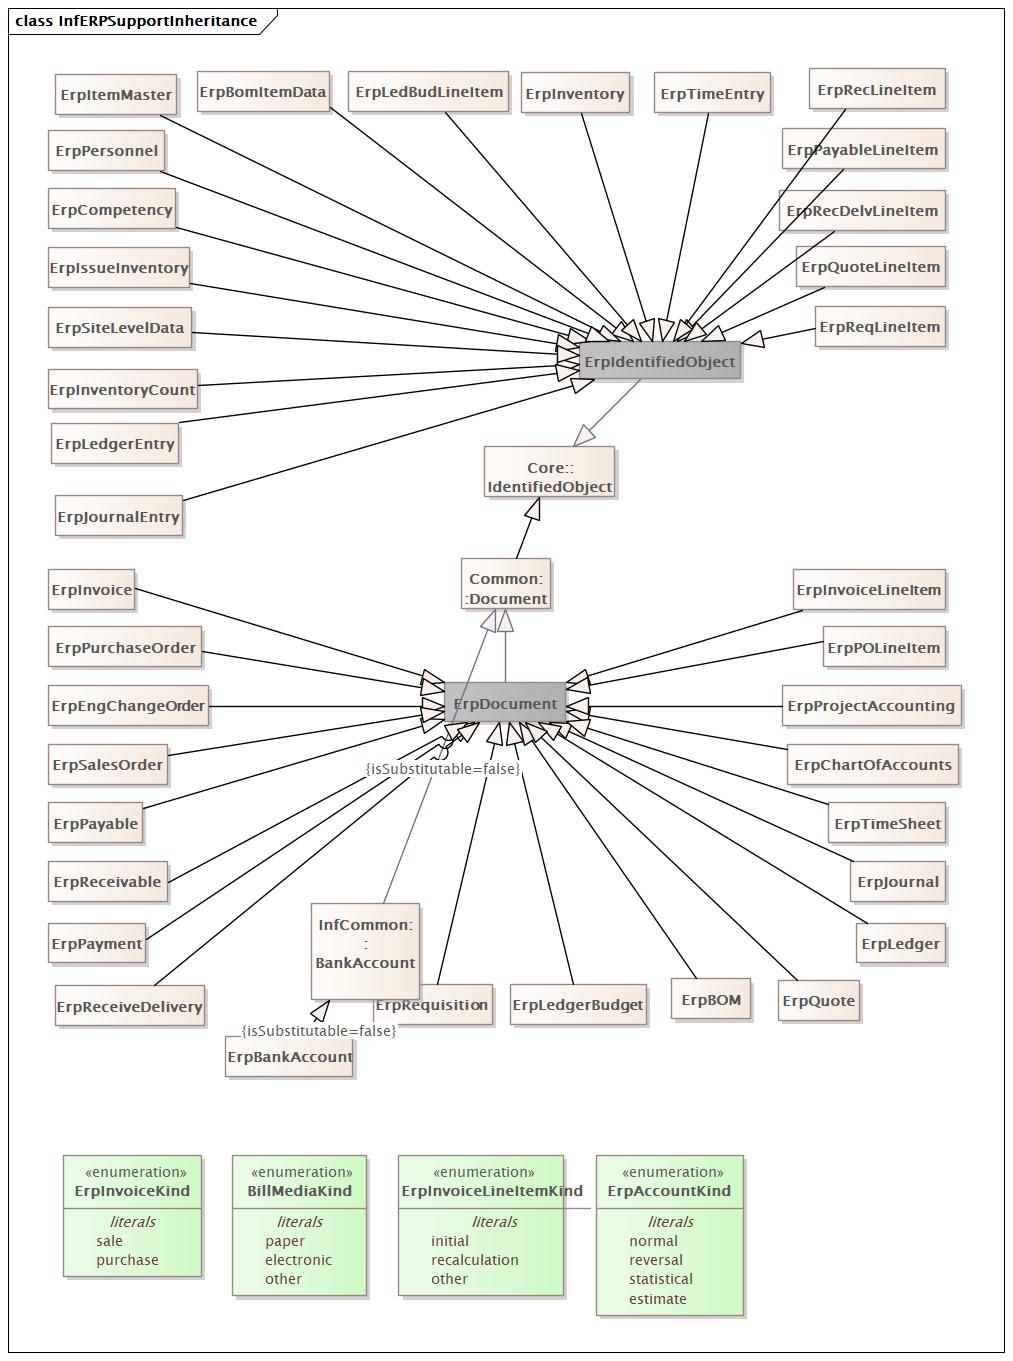 class InfERPSupportInheritance
ErpItemMaster
ErpBomItemData
ErpLedBudLineItem
ErpInventory
ErpTimeEntry
ErpRecLineItem
ErpPersonnel
ErpPayableLineItem
ErpCompetency
ErpRecDelvLineItem
ErpIssueInventory
ErpQuoteLineItem
ErpSiteLevelData
ErpReqLineItem
ErpIdentifiedObject
ErpInventoryCount
ErpLedgerEntry
Core::
IdentifiedObject
ErpJournalEntry
Common:
:Document
ErpInvoice
ErpInvoiceLineItem
ErpPurchaseOrder
ErpPOLineItem
ErpEngChangeOrder
ErpDocument
ErpProjectAccounting
ErpSalesOrder
{isSubstitutable=false}
ErpChartOfAccounts
ErpPayable
ErpTimeSheet
ErpReceivable
ErpJournal
InfCommon:
:
BankAccount
ErpPayment
ErpLedger
ErpReceiveDelivery
ErpRequisition
ErpLedgerBudget
ErpBOM
ErpQuote
{isSubstitutable=false}
ErpBankAccount
«enumeration»
ErpInvoiceKind
literals
sale
purchase
«enumeration»
BillMediaKind
literals
paper
electronic
other
«enumeration»
ErpInvoiceLineItemKind
literals
initial
recalculation
other
«enumeration»
ErpAccountKind
literals
normal
reversal
statistical
estimate